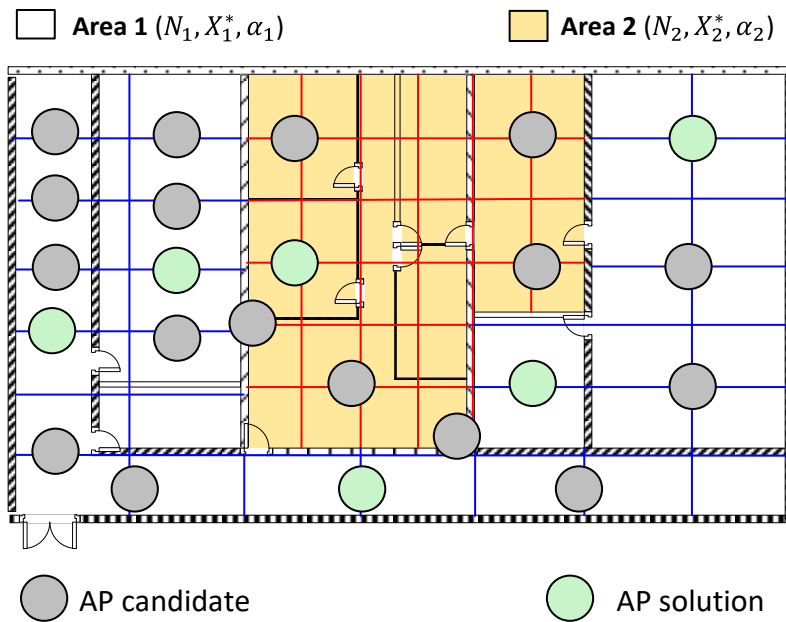 Area 1 (N₁, X₁*, α₁)
Area 2 (N₂, X₂*, α₂)
AP candidate
AP solution